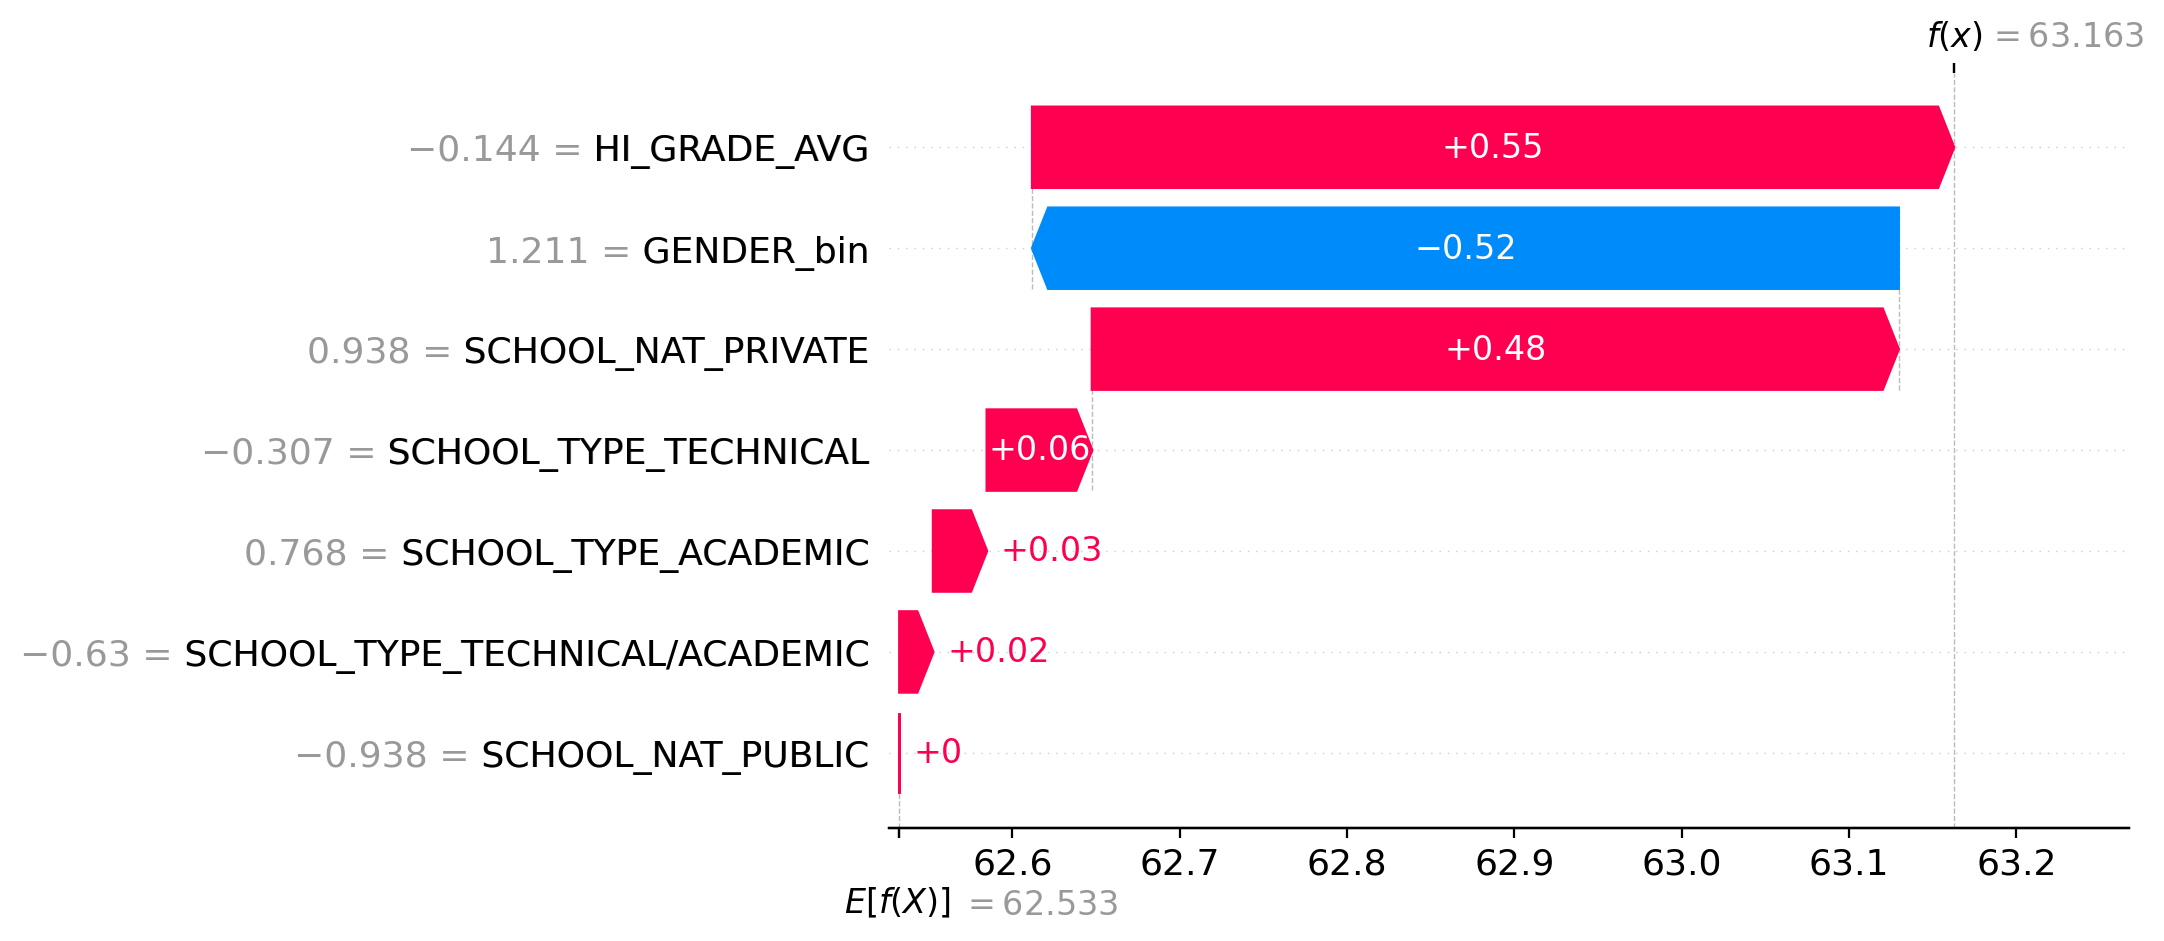 f(x) = 63.163
−0.144 = HI_GRADE_AVG +0.55
1.211 = GENDER_bin −0.52
0.938 = SCHOOL_NAT_PRIVATE +0.48
−0.307 = SCHOOL_TYPE_TECHNICAL +0.06
0.768 = SCHOOL_TYPE_ACADEMIC +0.03
−0.63 = SCHOOL_TYPE_TECHNICAL/ACADEMIC +0.02
−0.938 = SCHOOL_NAT_PUBLIC +0
62.6 62.7 62.8 62.9 63.0 63.1 63.2
E[f(X)] = 62.533